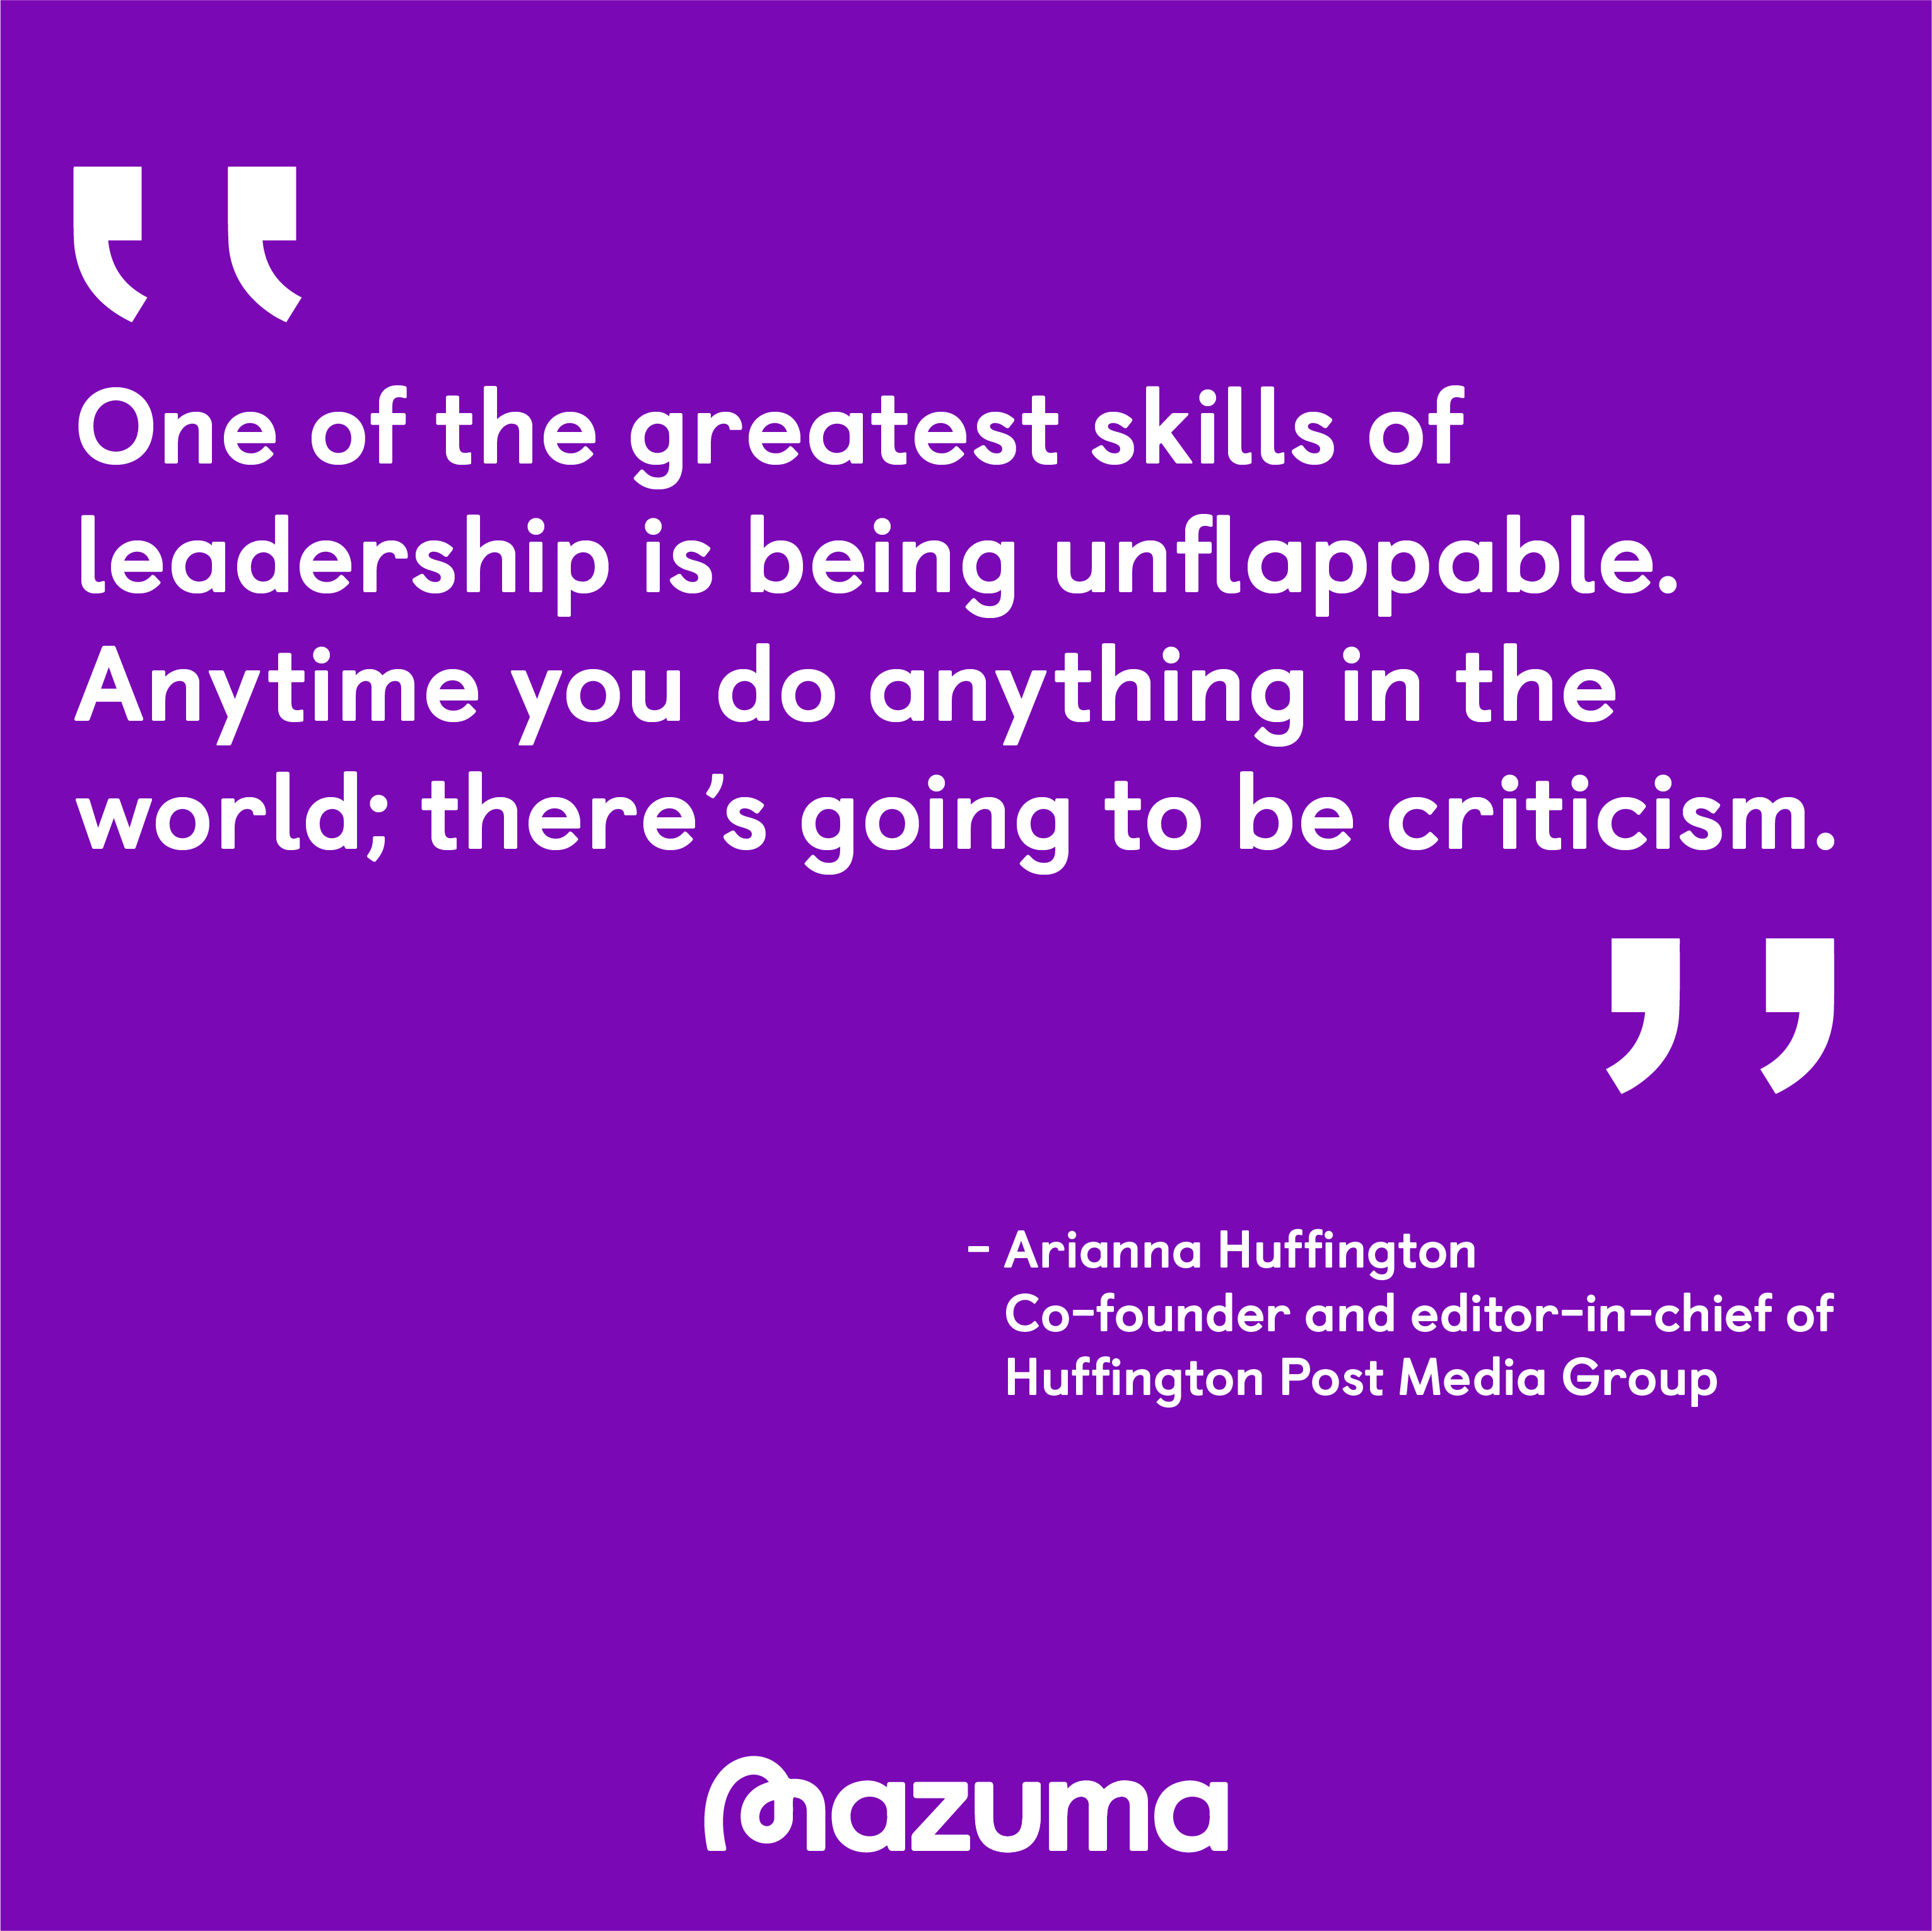 One of the greatest skills of
leadership is being unflappable.
Anytime you do anything in the
world; there’s going to be criticism.
– Arianna Huffington
Co-founder and editor-in-chief of
Huffington Post Media Group
mazuma